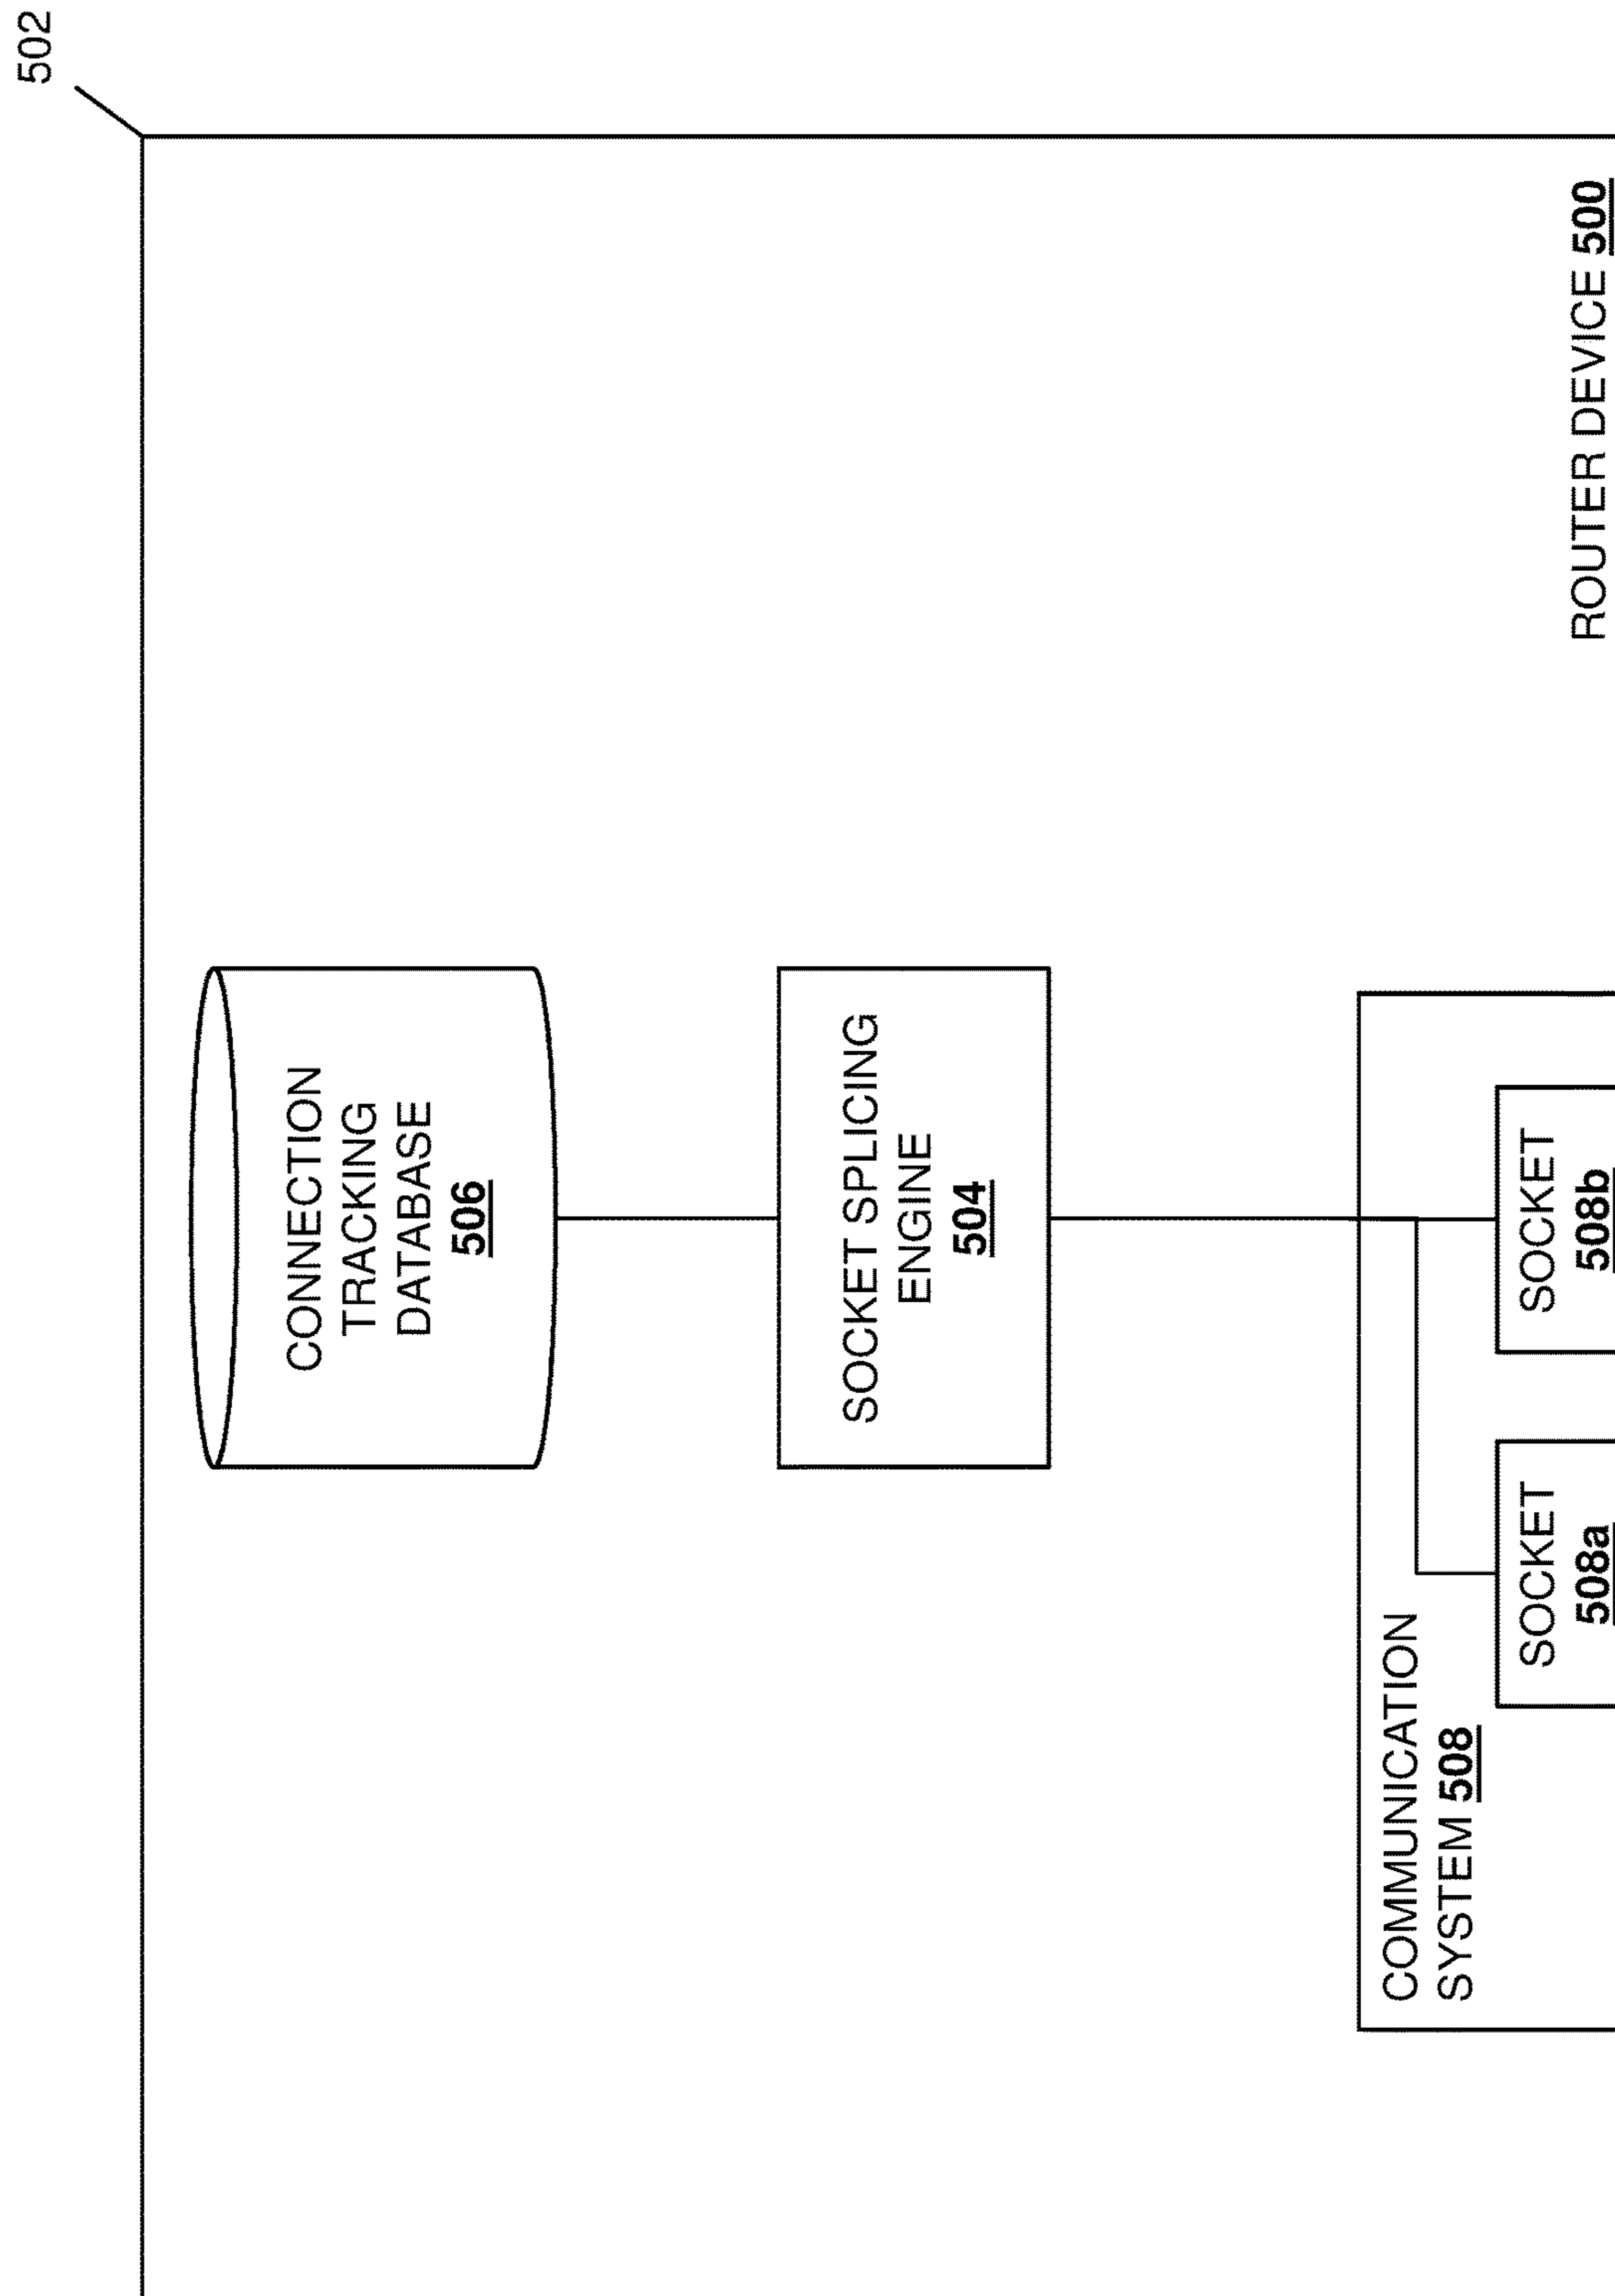 502
CONNECTION
TRACKING
DATABASE
506
SOCKET SPLICING
ENGINE
504
COMMUNICATION
SYSTEM 508
SOCKET
508a
SOCKET
508b
ROUTER DEVICE 500